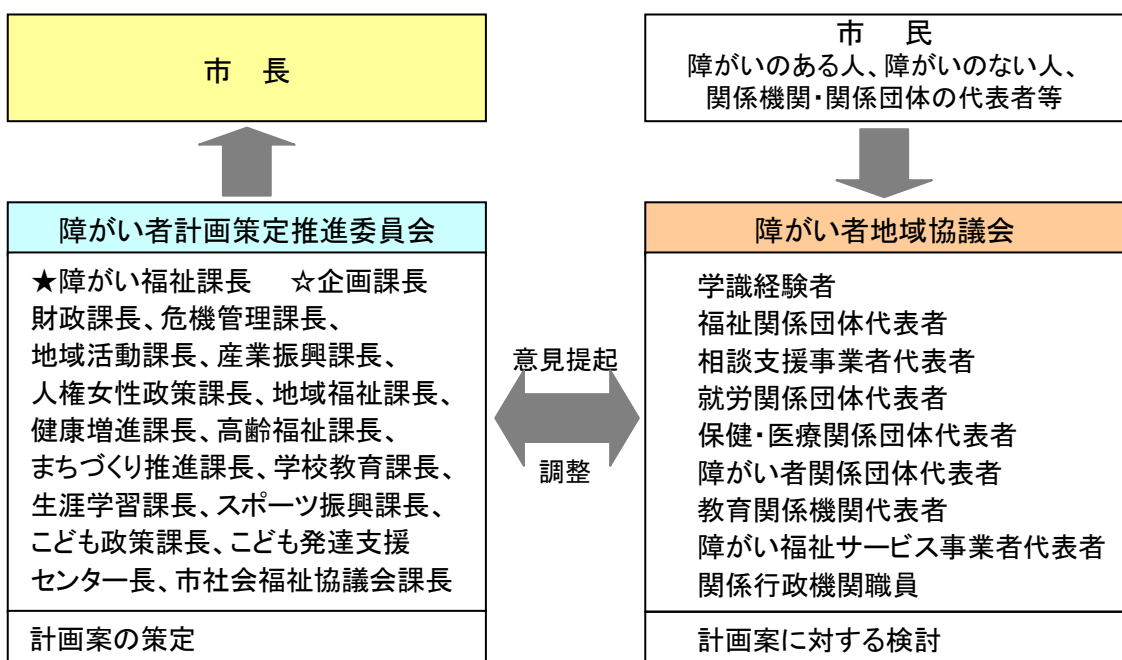 市 長
市 民
障がいのある人、障がいのない人、
関係機関・関係団体の代表者等
障がい者計画策定推進委員会
★障がい福祉課長 ☆企画課長
財政課長、危機管理課長、
地域活動課長、産業振興課長、
人権女性政策課長、地域福祉課長、
健康増進課長、高齢福祉課長、
まちづくり推進課長、学校教育課長、
生涯学習課長、スポーツ振興課長、
こども政策課長、こども発達支援
センター長、市社会福祉協議会課長
計画案の策定
意見提起
調整
障がい者地域協議会
学識経験者
福祉関係団体代表者
相談支援事業者代表者
就労関係団体代表者
保健・医療関係団体代表者
障がい者関係団体代表者
教育関係機関代表者
障がい福祉サービス事業者代表者
関係行政機関職員
計画案に対する検討